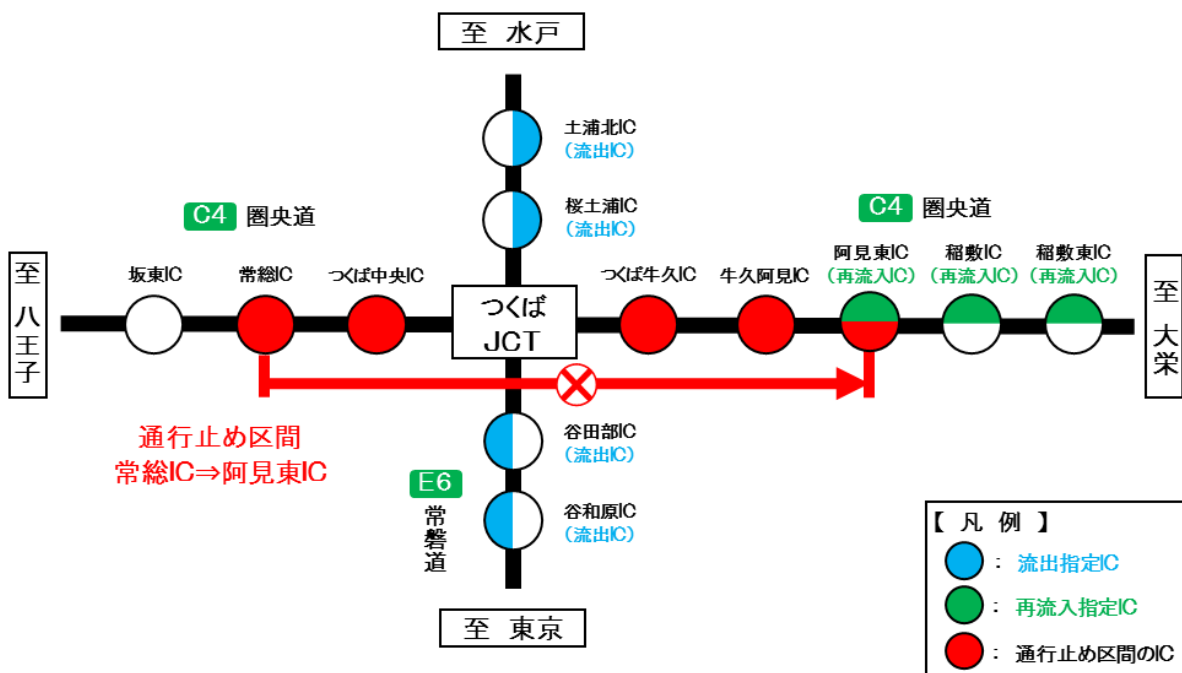 至 水戸
土浦北IC
(流出IC)
桜土浦IC
(流出IC)
C4 圏央道
C4 圏央道
至 八王子
坂東IC
常総IC
つくば中央IC
つくば
JCT
つくば牛久IC
牛久阿見IC
阿見東IC
(再流入IC)
稲敷IC
(再流入IC)
稲敷東IC
(再流入IC)
至 大栄
通行止め区間
常総IC⇒阿見東IC
谷田部IC
(流出IC)
E6
常磐道
谷和原IC
(流出IC)
至 東京
【 凡 例 】
: 流出指定IC
: 再流入指定IC
: 通行止め区間のIC